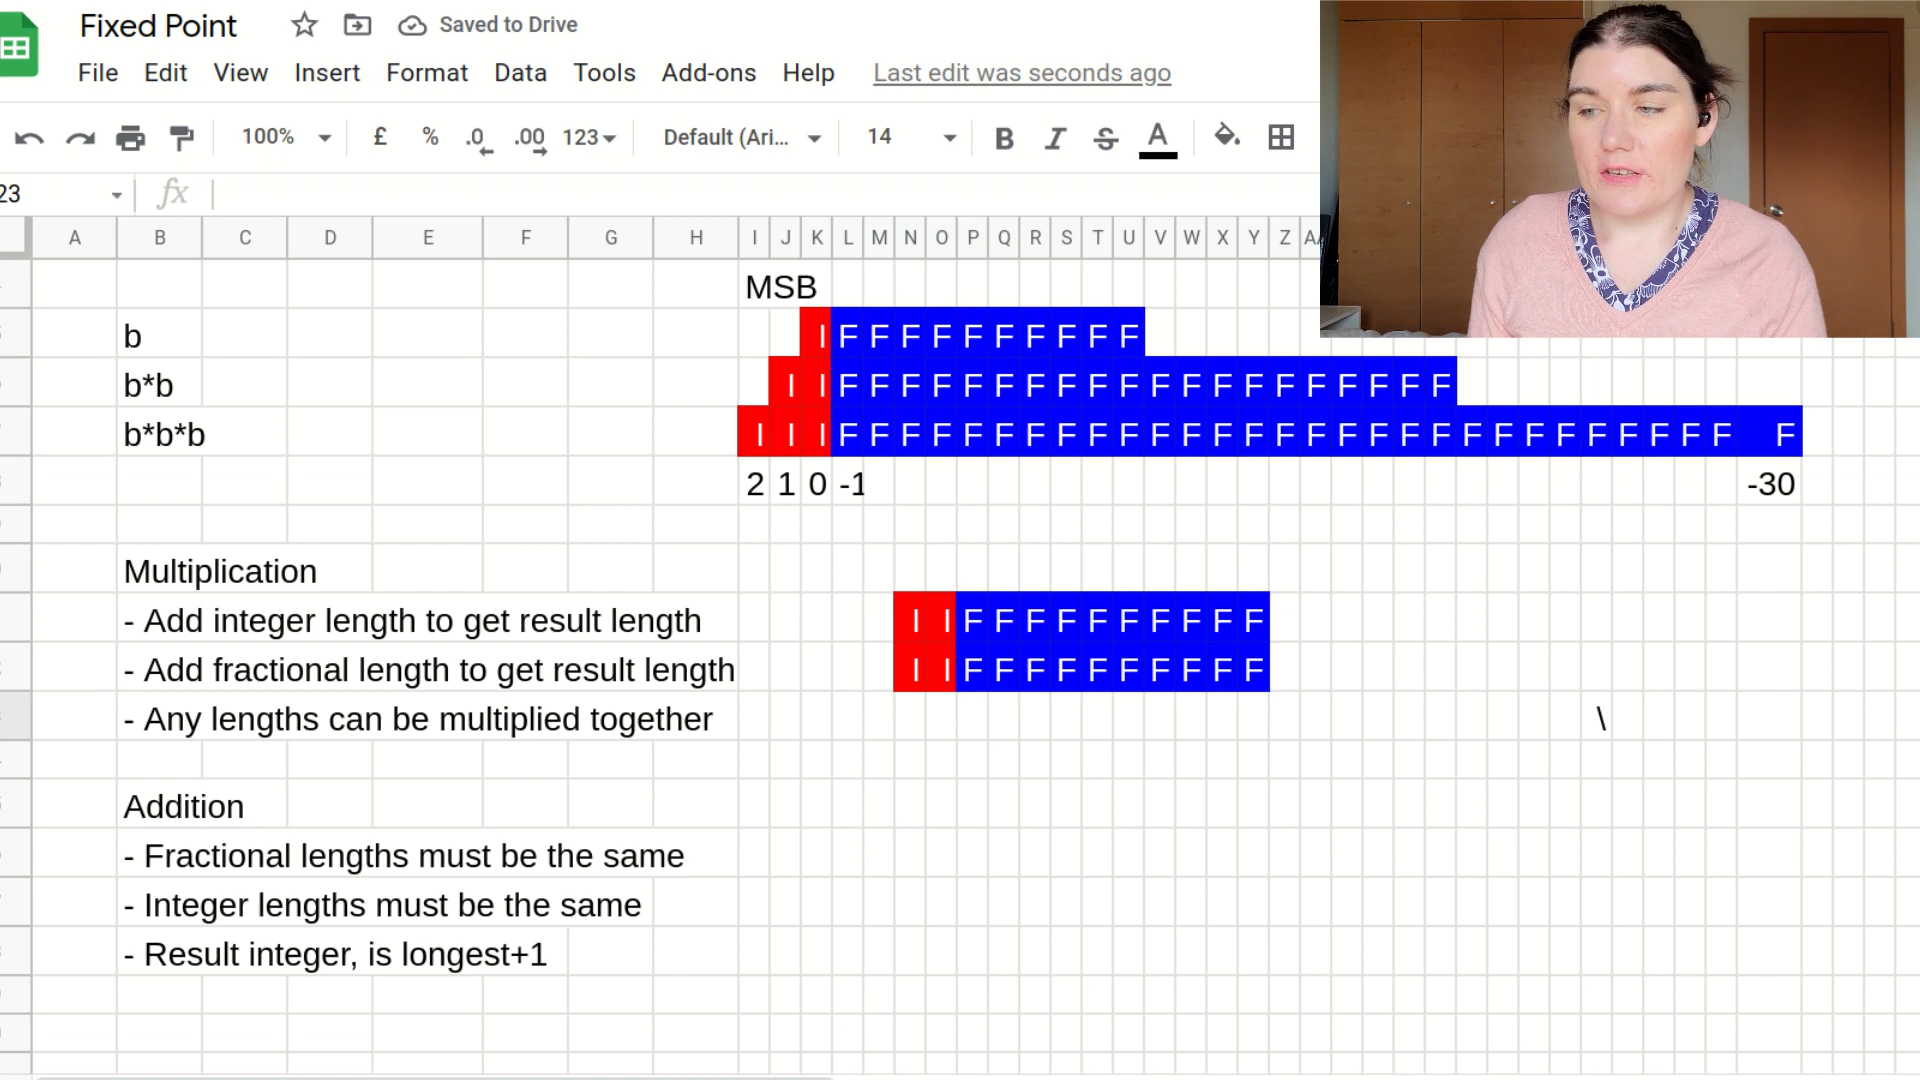 Fixed Point
Saved to Drive
File Edit View Insert Format Data Tools Add-ons Help Last edit was seconds ago
100% £ % .0 .00 123 Default (Ari... 14 B I S A
23 fx
A B C D E F G H I J K L M N O P Q R S T U V W X Y Z
MSB
b I F F F F F F F F F F
b*b I I F F F F F F F F F F F F F F F F F F F F
b*b*b I I I F F F F F F F F F F F F F F F F F F F F F F F F F F F F F F
2 1 0 -1 -30
Multiplication
- Add integer length to get result length I I F F F F F F F F F F
- Add fractional length to get result length I I F F F F F F F F F F
- Any lengths can be multiplied together \
Addition
- Fractional lengths must be the same
- Integer lengths must be the same
- Result integer, is longest+1